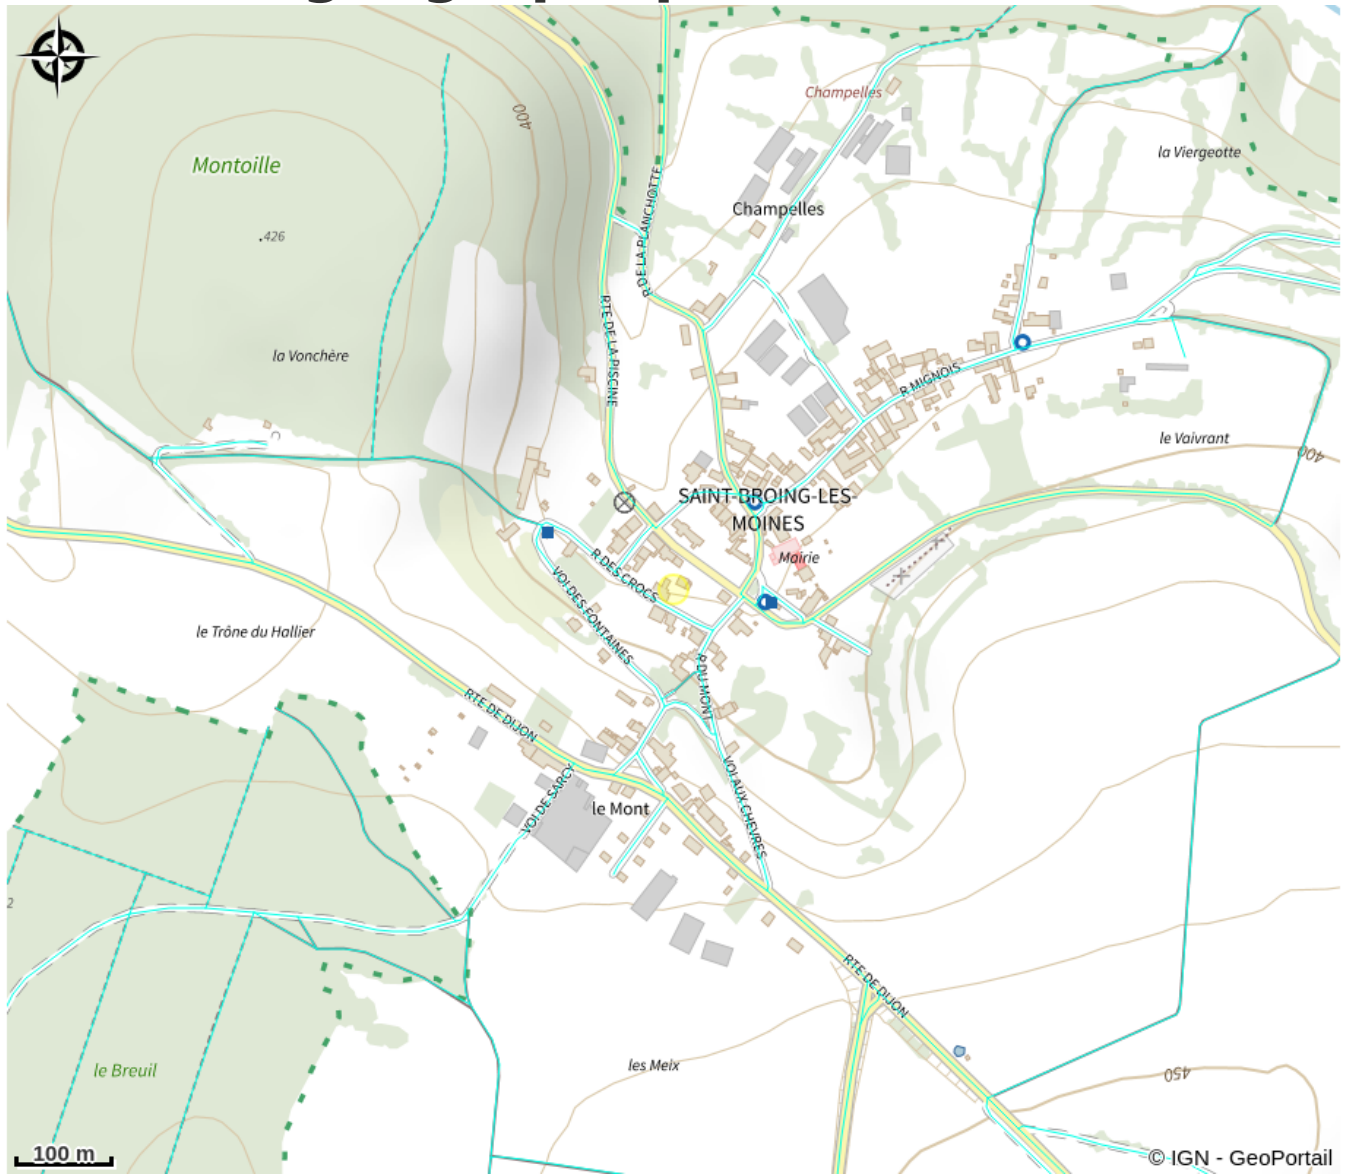 400
Champelles
la Viergeotte
Montoille
R DE LA PLANCHOTTE
Champelles
.426
RTE DE LA PISCINE
la Vonchère
R MIGNOIS
le Vaivrant
400
SAINT-BROING-LES-
MOINES
Mairie
R DES CROCS
VOI DES FONTAINES
le Trône du Hallier
R DU MONT
RTE DE DIJON
VOI AUX CHEVRES
VOI DE SARCY
le Mont
2
RTE DE DIJON
les Meix
le Breuil
450
100 m
© IGN - GeoPortail